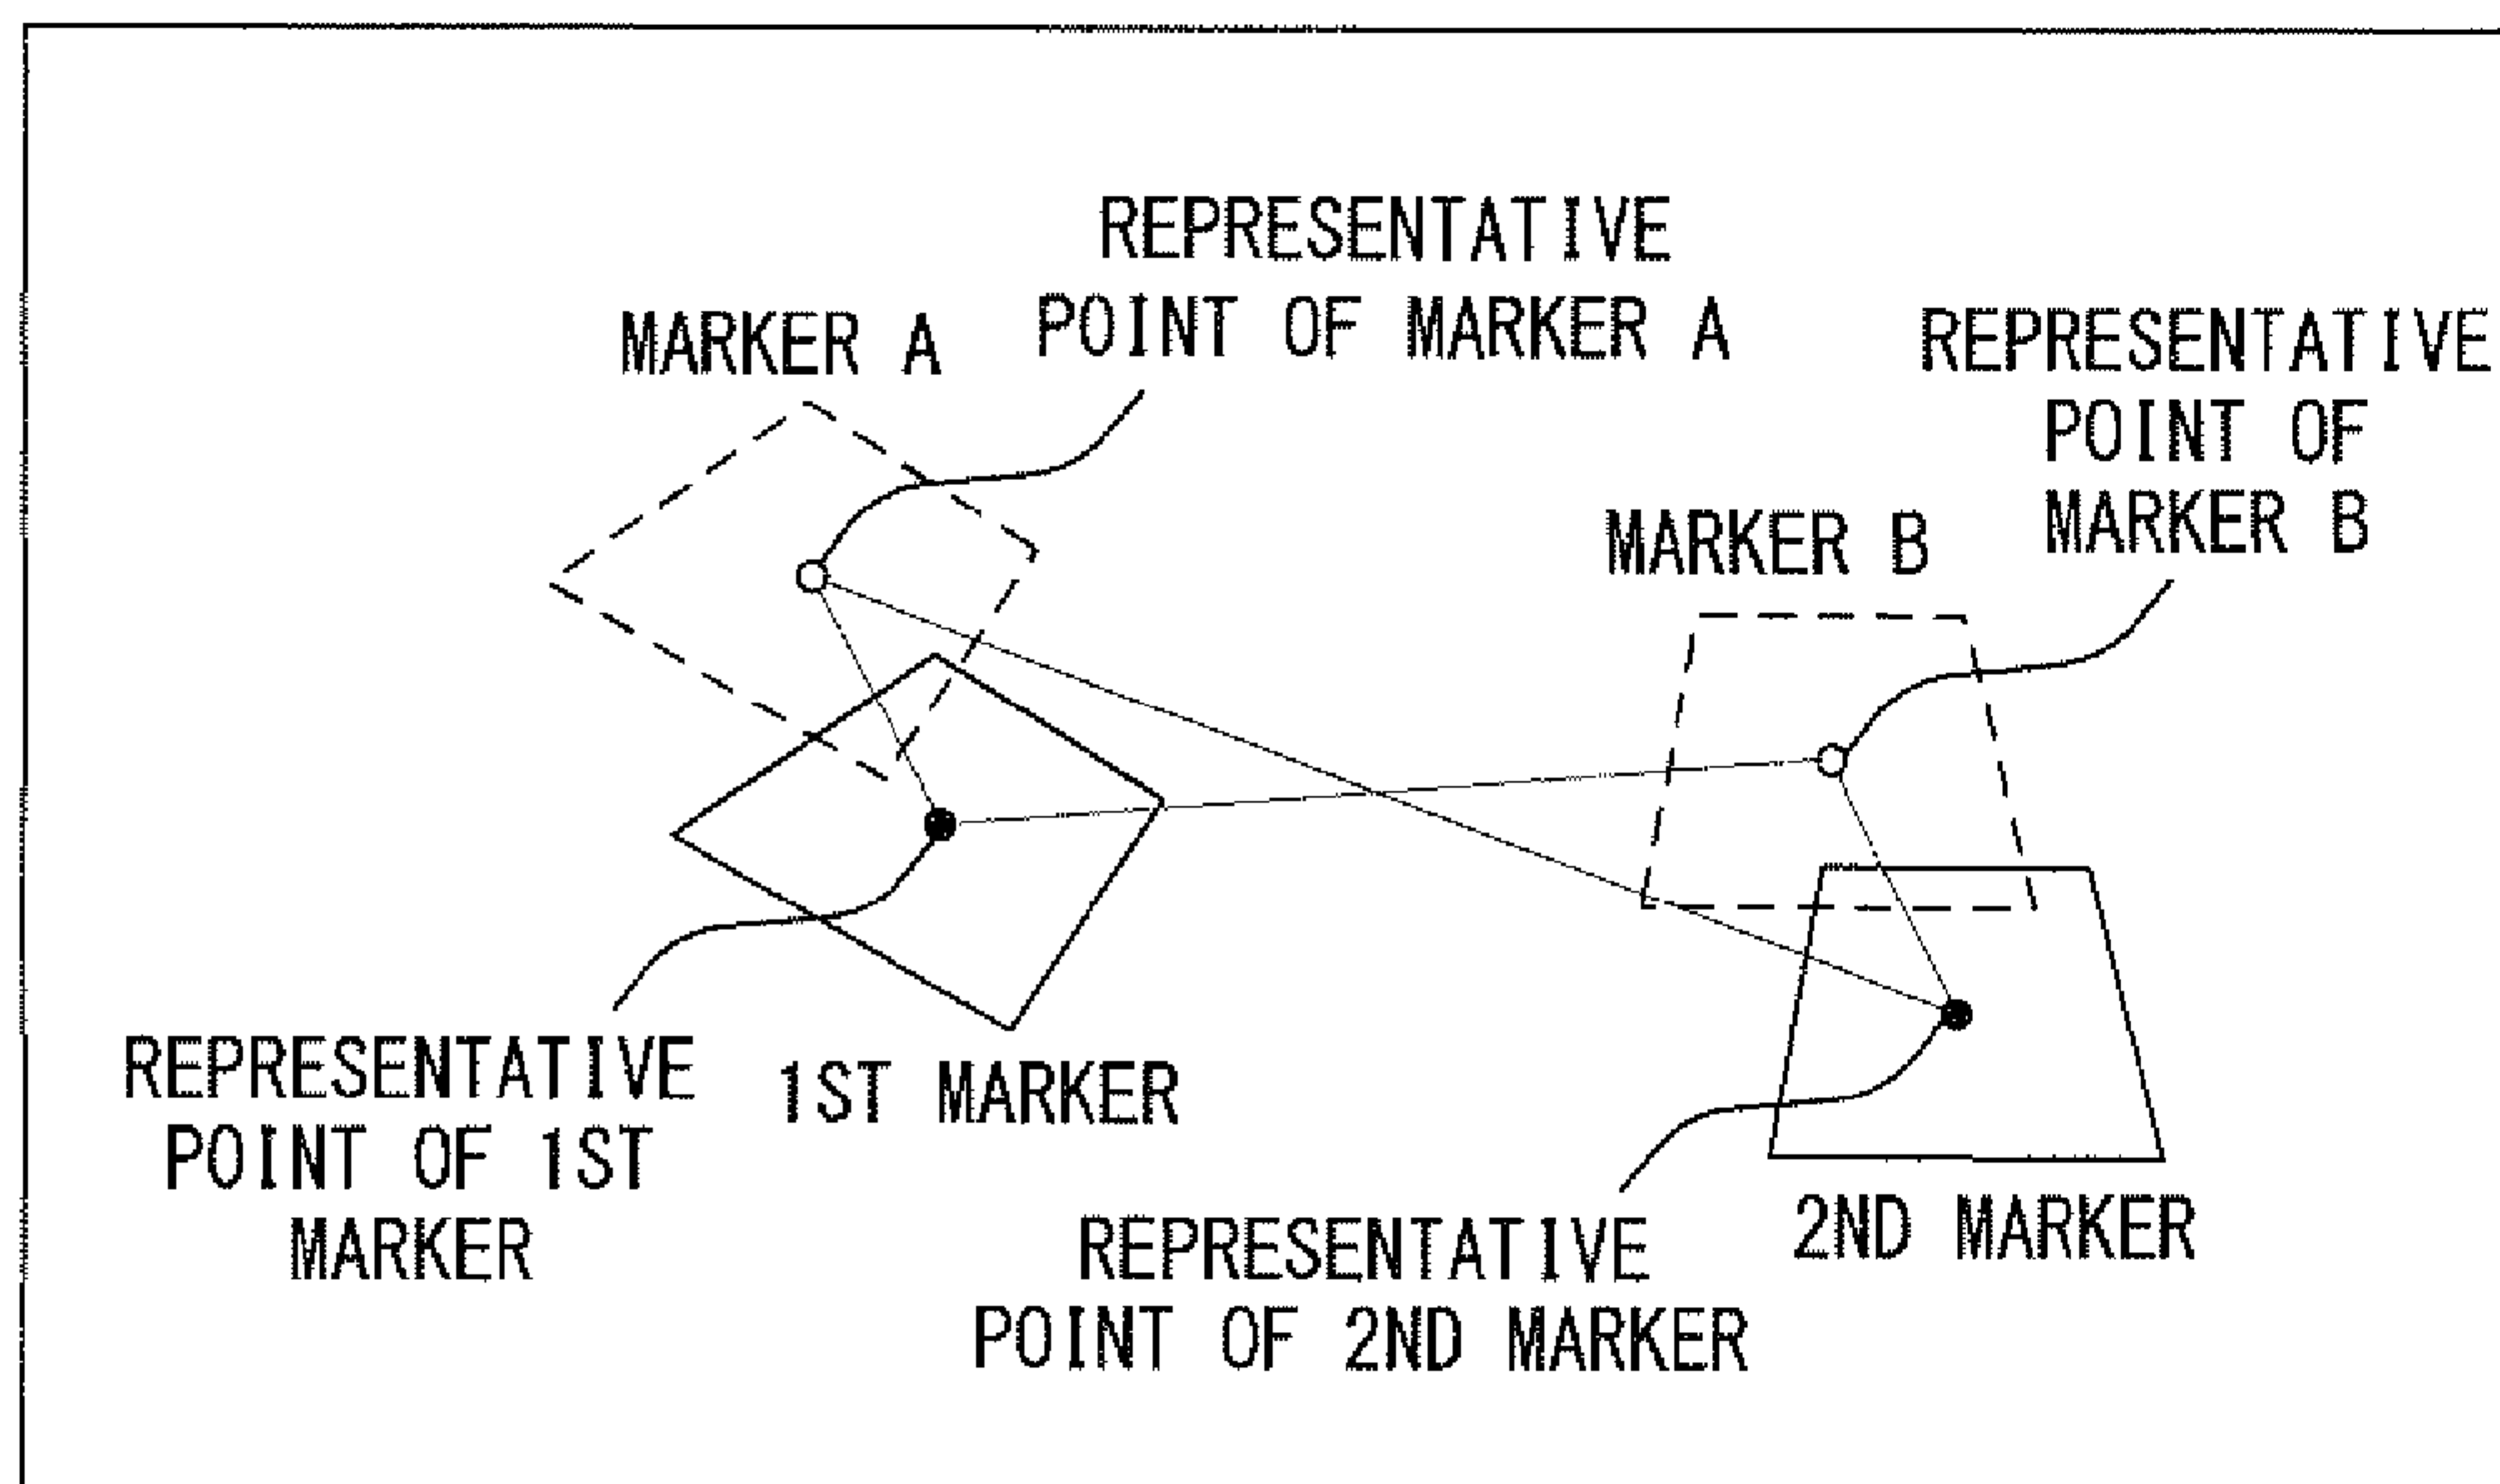 REPRESENTATIVE
POINT OF MARKER A
MARKER A
REPRESENTATIVE
POINT OF
MARKER B
MARKER B
REPRESENTATIVE
POINT OF 1ST
MARKER
1ST MARKER
REPRESENTATIVE
POINT OF 2ND MARKER
2ND MARKER